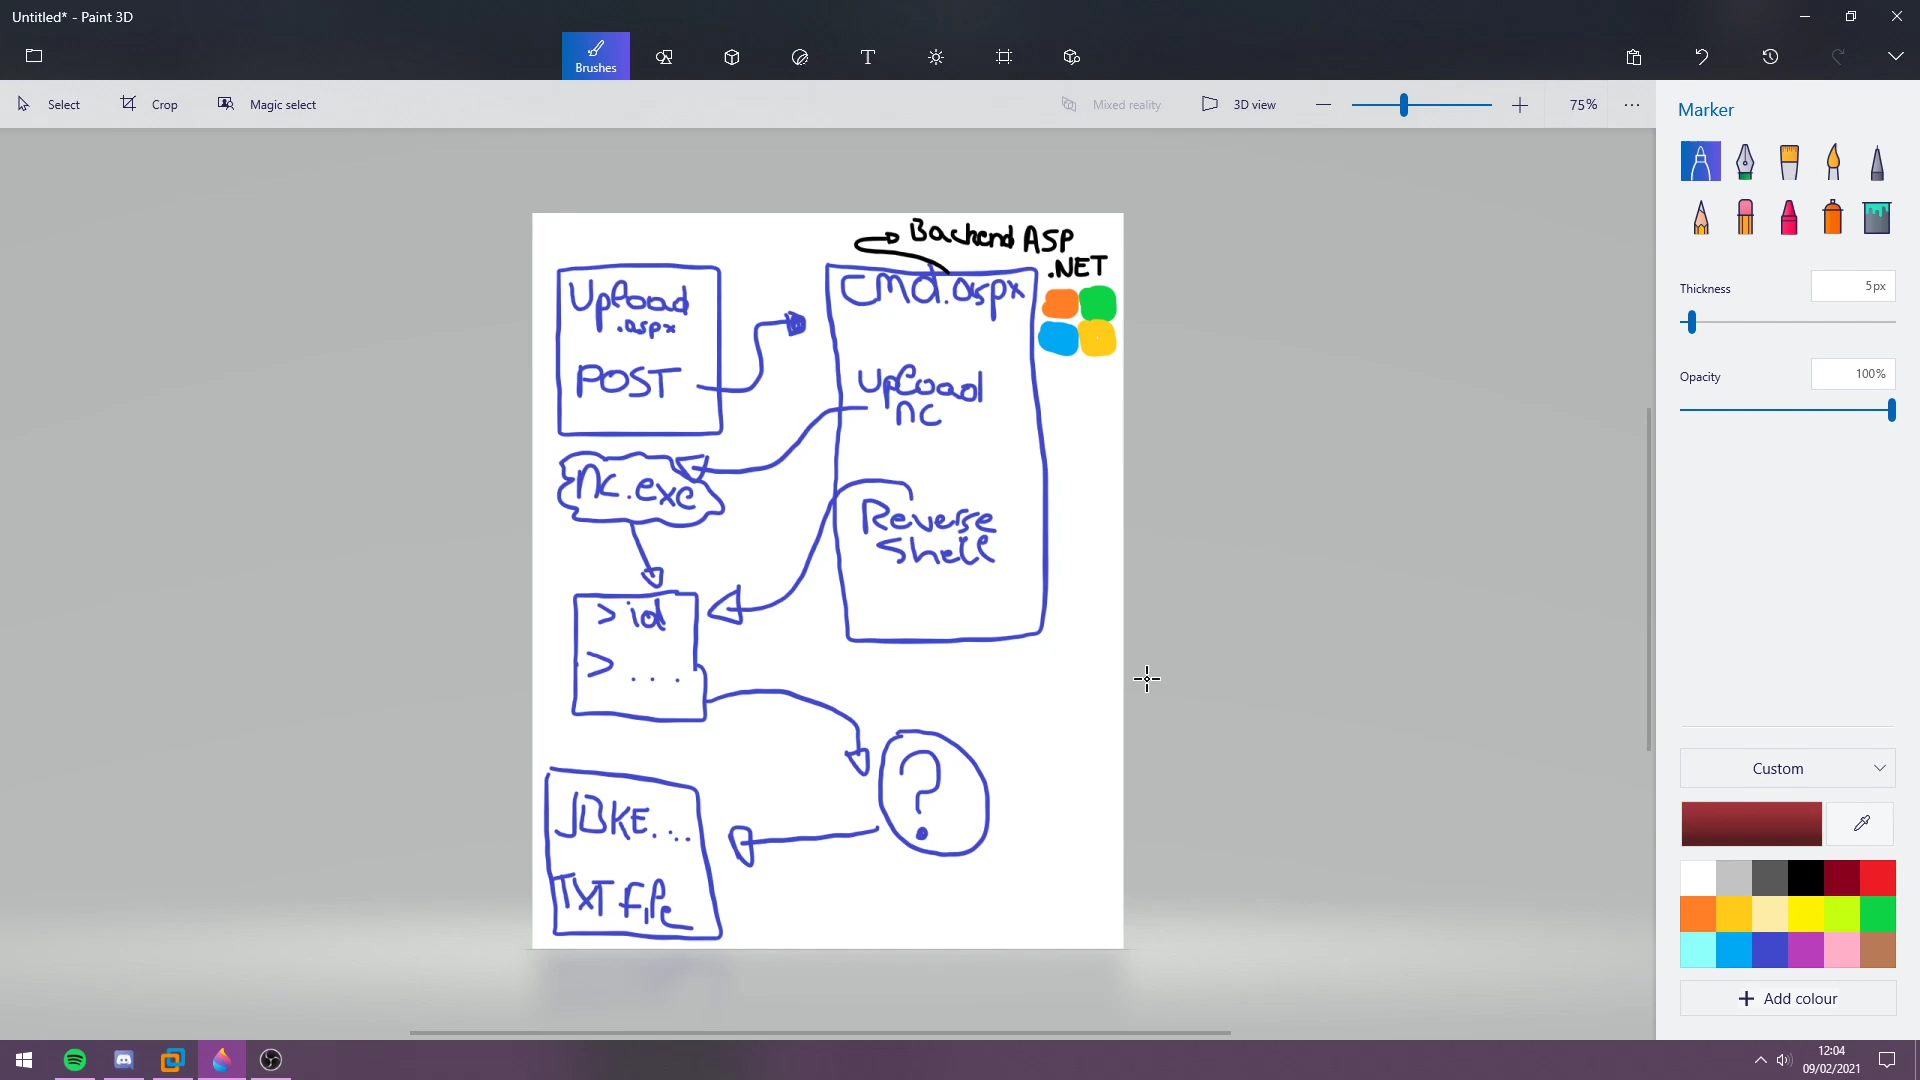 Untitled* - Paint 3D
Brushes
Select
Crop
Magic select
Mixed reality
3D view
75%
Marker
Thickness
5px
Opacity
100%
Custom
Add colour
Backend ASP
.NET
Upload
.aspx
POST
cmd.aspx
Upload
nc
nc.exe
Reverse
Shell
> id
> ...
?
JBKE....
TXT File
12:04
09/02/2021